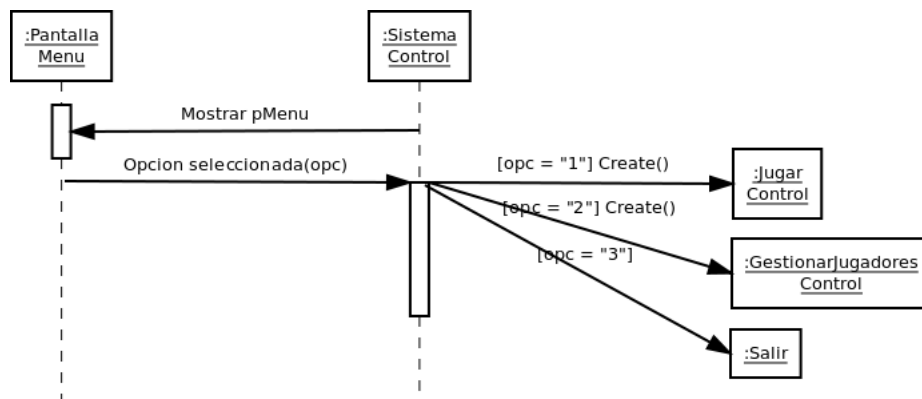 :Pantalla
Menu
:Sistema
Control
Mostrar pMenu
Opcion seleccionada(opc)
[opc = "1"] Create()
:Jugar
Control
[opc = "2"] Create()
[opc = "3"]
:GestionarJugadores
Control
:Salir